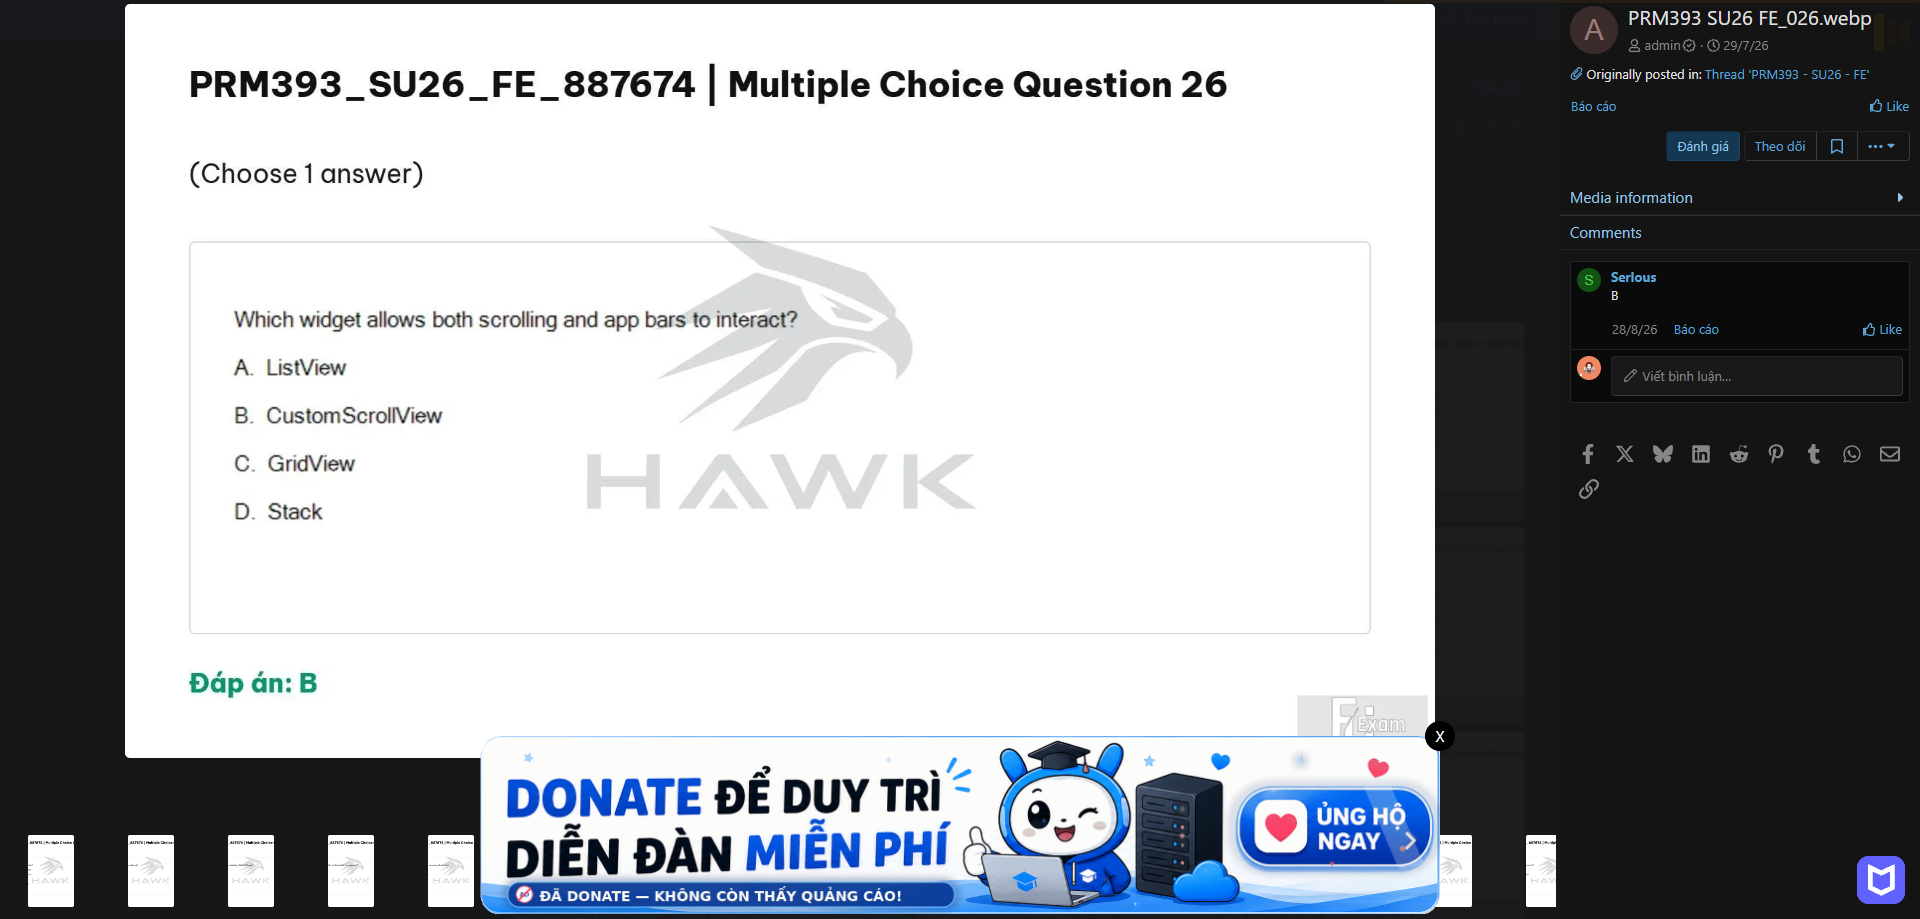 PRM393_SU26_FE_887674 | Multiple Choice Question 26
(Choose 1 answer)
Which widget allows both scrolling and app bars to interact?
A. ListView
B. CustomScrollView
C. GridView
D. Stack
HAWK
Đáp án: B
Exam
DONATE ĐỂ DUY TRÌ
DIỄN ĐÀN MIỄN PHÍ
ĐÃ DONATE — KHÔNG CÒN THẤY QUẢNG CÁO!
ỦNG HỘ
NGAY
X
A
PRM393 SU26 FE_026.webp
admin · 29/7/26
Originally posted in: Thread 'PRM393 - SU26 - FE'
Báo cáo
Like
Đánh giá
Theo dõi
Media information
Comments
S
Serlous
B
28/8/26
Báo cáo
Like
Viết bình luận...